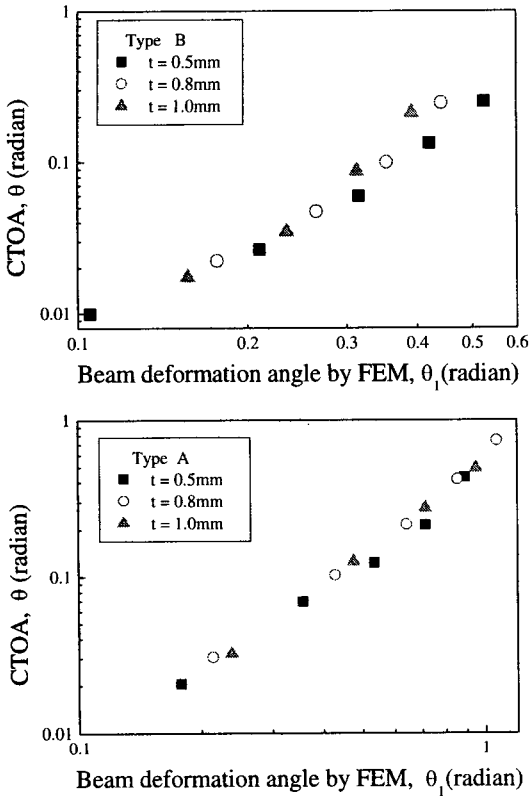 1
Type B
t = 0.5mm
t = 0.8mm
t = 1.0mm
0.1
0.01
CTOA, θ (radian)
0.1 0.2 0.3 0.4 0.5 0.6
Beam deformation angle by FEM, θ1(radian)
1
Type A
t = 0.5mm
t = 0.8mm
t = 1.0mm
0.1
0.01
CTOA, θ (radian)
0.1 1
Beam deformation angle by FEM, θ1(radian)